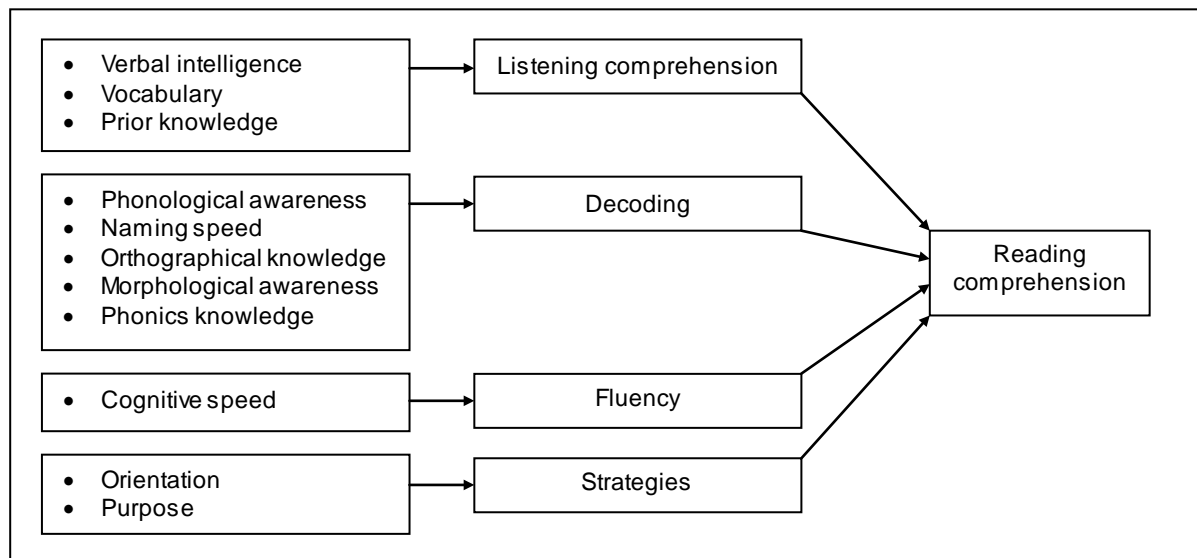 • Verbal intelligence
• Vocabulary
• Prior knowledge
Listening comprehension
• Phonological awareness
• Naming speed
• Orthographical knowledge
• Morphological awareness
• Phonics knowledge
Decoding
Reading
comprehension
• Cognitive speed
Fluency
• Orientation
• Purpose
Strategies